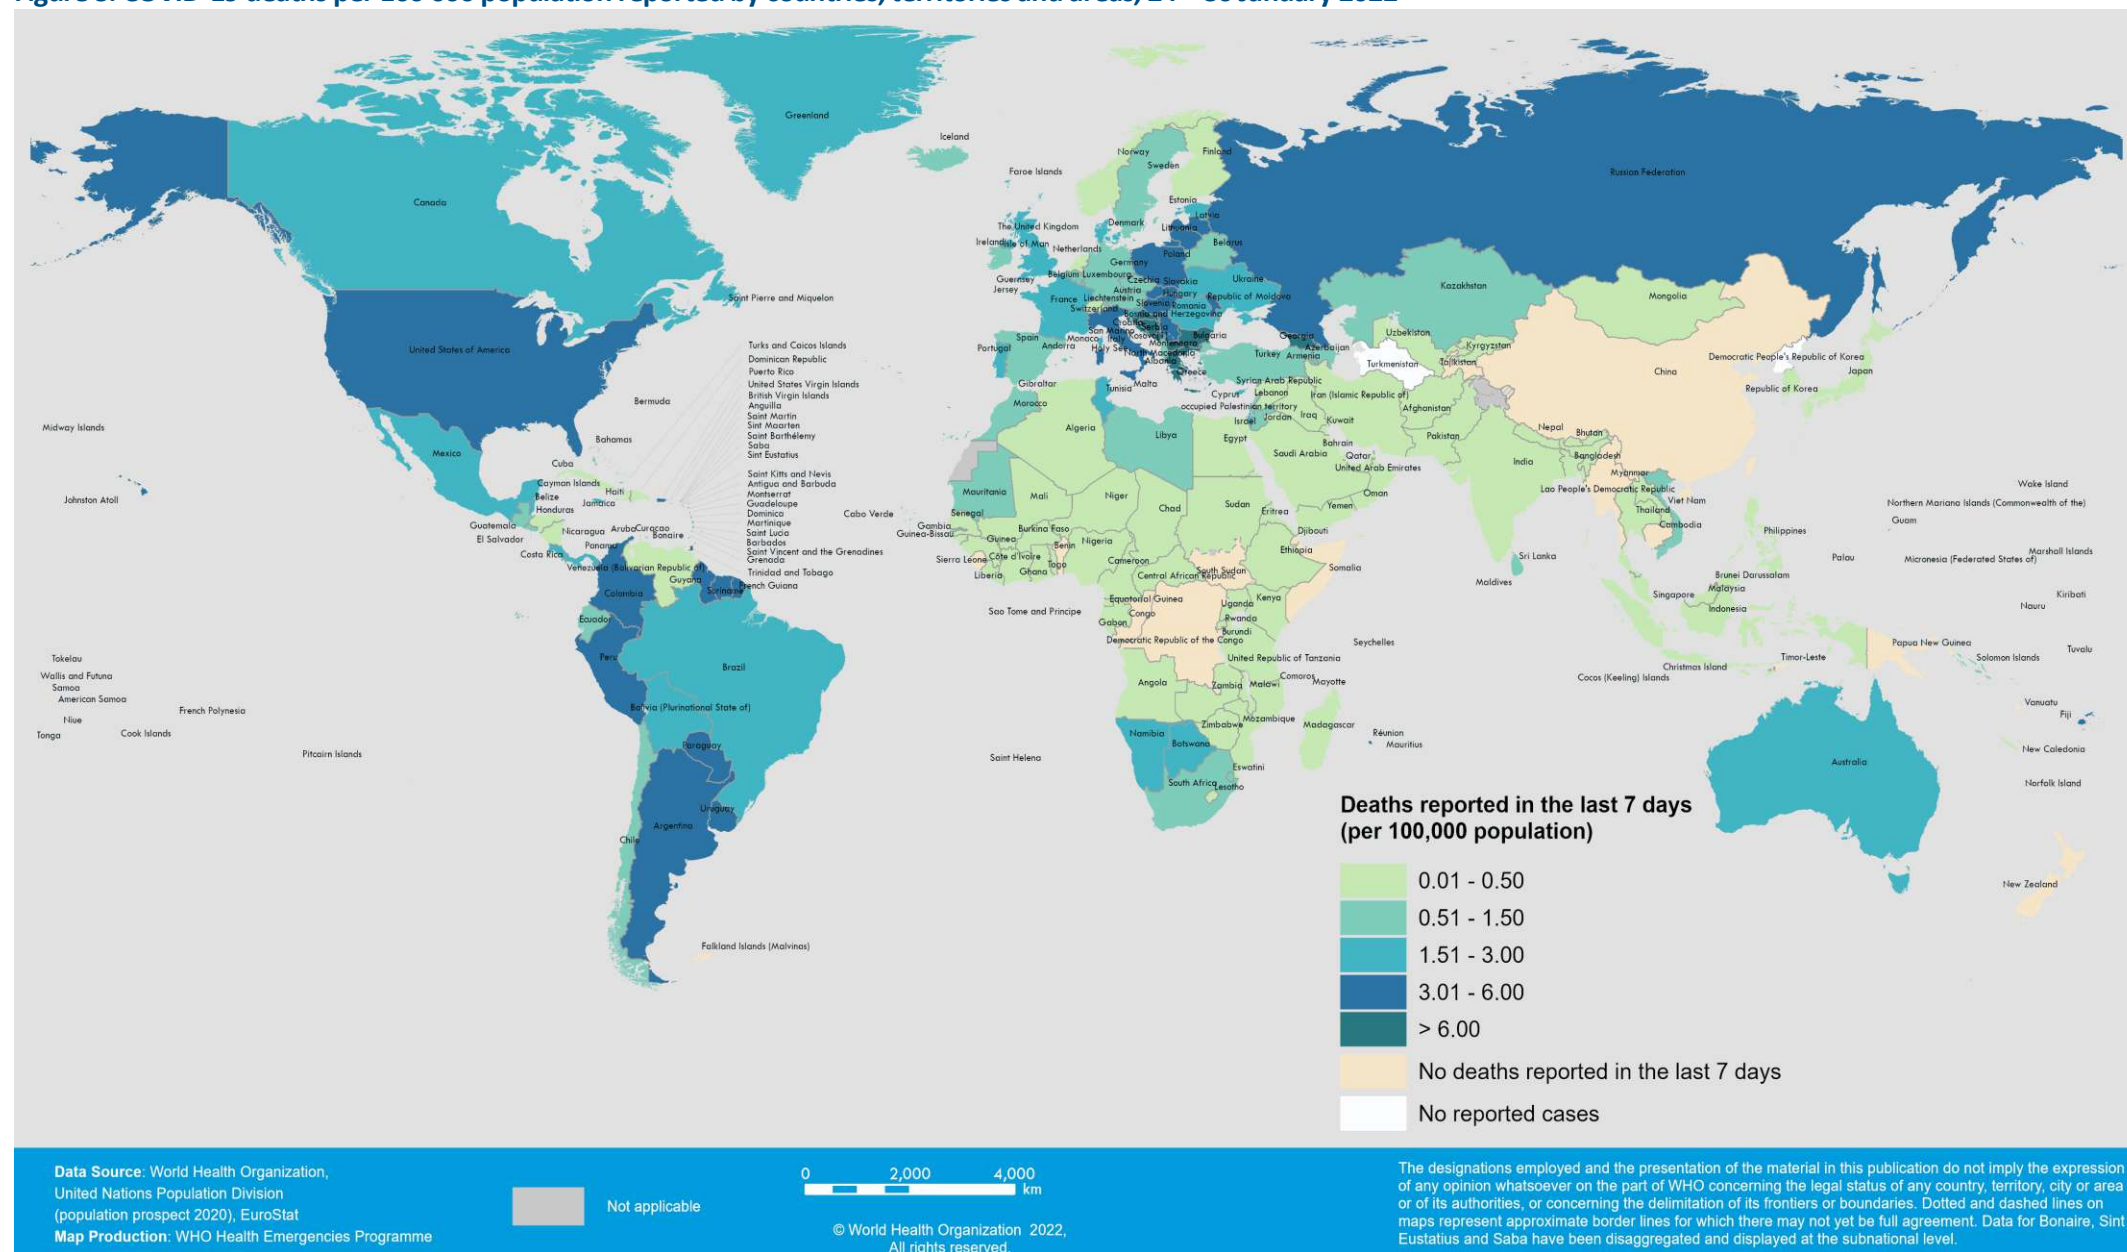 Greenland
Iceland
Norway
Finland
Sweden
Faroe Islands
Russian Federation
Canada
Estonia
Latvia
The United Kingdom
Denmark
Lithuania
Ireland
Isle of Man
Netherlands
Belarus
Poland
Germany
Belgium
Luxembourg
Czechia
Slovakia
Ukraine
Guernsey
Jersey
Austria
Hungary
Republic of Moldova
Kazakhstan
Mongolia
Saint Pierre and Miquelon
France
Liechtenstein
Switzerland
Slovenia
Romania
Bosnia and Herzegovina
Croatia
San Marino
Serbia
Spain
Andorra
Monaco
Italy
Kosovo[1]
Bulgaria
Georgia
Uzbekistan
Kyrgyzstan
Portugal
Holy See
Montenegro
North Macedonia
Albania
Turkey
Armenia
Azerbaijan
Turkmenistan
Tajikistan
Democratic People's Republic of Korea
China
Japan
Republic of Korea
United States of America
Gibraltar
Tunisia
Malta
Greece
Syrian Arab Republic
Cyprus
Lebanon
Iran (Islamic Republic of)
Morocco
occupied Palestinian territory
Israel
Jordan
Iraq
Kuwait
Afghanistan
Bermuda
Turks and Caicos Islands
Dominican Republic
Puerto Rico
United States Virgin Islands
British Virgin Islands
Anguilla
Saint Martin
Sint Maarten
Saint Barthélemy
Saba
Sint Eustatius
Saint Kitts and Nevis
Antigua and Barbuda
Montserrat
Guadeloupe
Dominica
Martinique
Saint Lucia
Barbados
Saint Vincent and the Grenadines
Grenada
Trinidad and Tobago
French Guiana
Midway Islands
Mexico
Bahamas
Cuba
Cayman Islands
Belize
Haiti
Honduras
Jamaica
Johnston Atoll
Guatemala
El Salvador
Nicaragua
Aruba
Curaçao
Bonaire
Costa Rica
Panama
Venezuela (Bolivarian Republic of)
Guyana
Suriname
Colombia
Ecuador
Peru
Brazil
Bolivia (Plurinational State of)
Paraguay
Uruguay
Argentina
Chile
Falkland Islands (Malvinas)
Algeria
Libya
Egypt
Saudi Arabia
Bahrain
Qatar
United Arab Emirates
Pakistan
Nepal
Bhutan
India
Bangladesh
Myanmar
Lao People's Democratic Republic
Viet Nam
Thailand
Cambodia
Philippines
Wake Island
Northern Mariana Islands (Commonwealth of the)
Guam
Palau
Micronesia (Federated States of)
Marshall Islands
Cabo Verde
Mauritania
Mali
Niger
Chad
Sudan
Eritrea
Yemen
Oman
Senegal
Gambia
Guinea-Bissau
Guinea
Burkina Faso
Benin
Nigeria
Djibouti
Ethiopia
Somalia
Sierra Leone
Côte d'Ivoire
Liberia
Ghana
Togo
Cameroon
Central African Republic
South Sudan
Sri Lanka
Maldives
Brunei Darussalam
Malaysia
Singapore
Indonesia
Kiribati
Nauru
Sao Tome and Principe
Equatorial Guinea
Congo
Gabon
Uganda
Kenya
Rwanda
Burundi
Democratic Republic of the Congo
Seychelles
United Republic of Tanzania
Papua New Guinea
Solomon Islands
Tuvalu
Timor-Leste
Christmas Island
Cocos (Keeling) Islands
Tokelau
Wallis and Futuna
Samoa
American Samoa
French Polynesia
Niue
Tonga
Cook Islands
Pitcairn Islands
Angola
Zambia
Malawi
Comoros
Mayotte
Zimbabwe
Mozambique
Madagascar
Namibia
Botswana
Réunion
Mauritius
Saint Helena
Eswatini
South Africa
Lesotho
Vanuatu
Fiji
New Caledonia
Norfolk Island
Australia
New Zealand
Deaths reported in the last 7 days
(per 100,000 population)
0.01 - 0.50
0.51 - 1.50
1.51 - 3.00
3.01 - 6.00
> 6.00
No deaths reported in the last 7 days
No reported cases
Data Source: World Health Organization,
United Nations Population Division
(population prospect 2020), EuroStat
Map Production: WHO Health Emergencies Programme
Not applicable
0 2,000 4,000
km
© World Health Organization 2022,
All rights reserved.
The designations employed and the presentation of the material in this publication do not imply the expression
of any opinion whatsoever on the part of WHO concerning the legal status of any country, territory, city or area
or of its authorities, or concerning the delimitation of its frontiers or boundaries. Dotted and dashed lines on
maps represent approximate border lines for which there may not yet be full agreement. Data for Bonaire, Sint
Eustatius and Saba have been disaggregated and displayed at the subnational level.